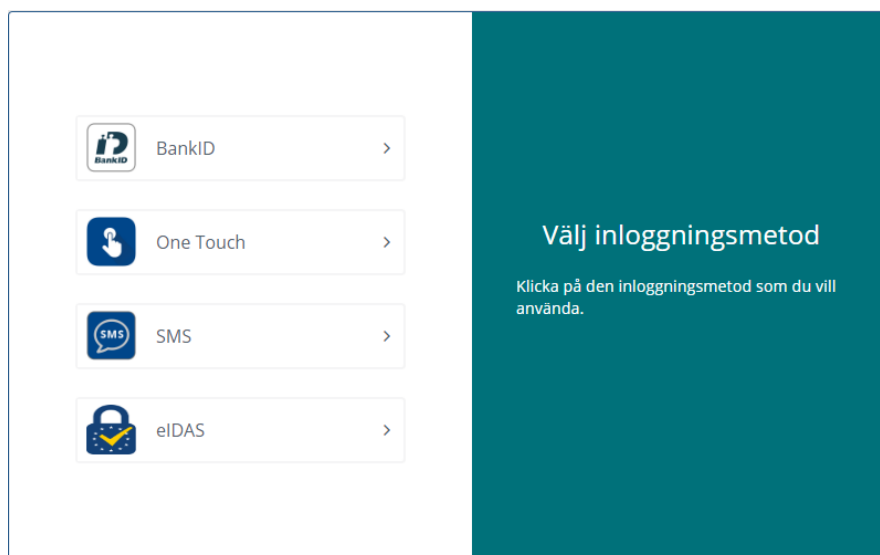 BankID
BankID
One Touch
SMS
SMS
eIDAS
Välj inloggningsmetod
Klicka på den inloggningsmetod som du vill
använda.